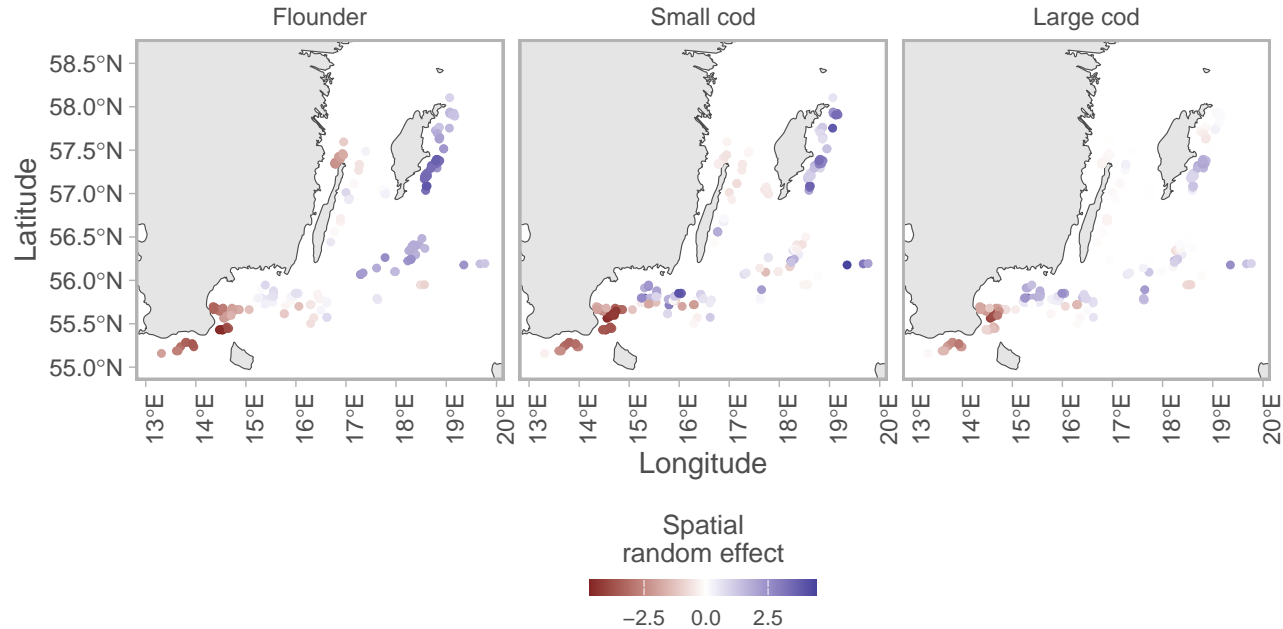 Flounder
Small cod
Large cod
58.5°N
58.0°N
57.5°N
57.0°N
56.5°N
56.0°N
55.5°N
55.0°N
Latitude
13°E
14°E
15°E
16°E
17°E
18°E
19°E
20°E
13°E
14°E
15°E
16°E
17°E
18°E
19°E
20°E
13°E
14°E
15°E
16°E
17°E
18°E
19°E
20°E
Longitude
Spatial
random effect
−2.5 0.0 2.5